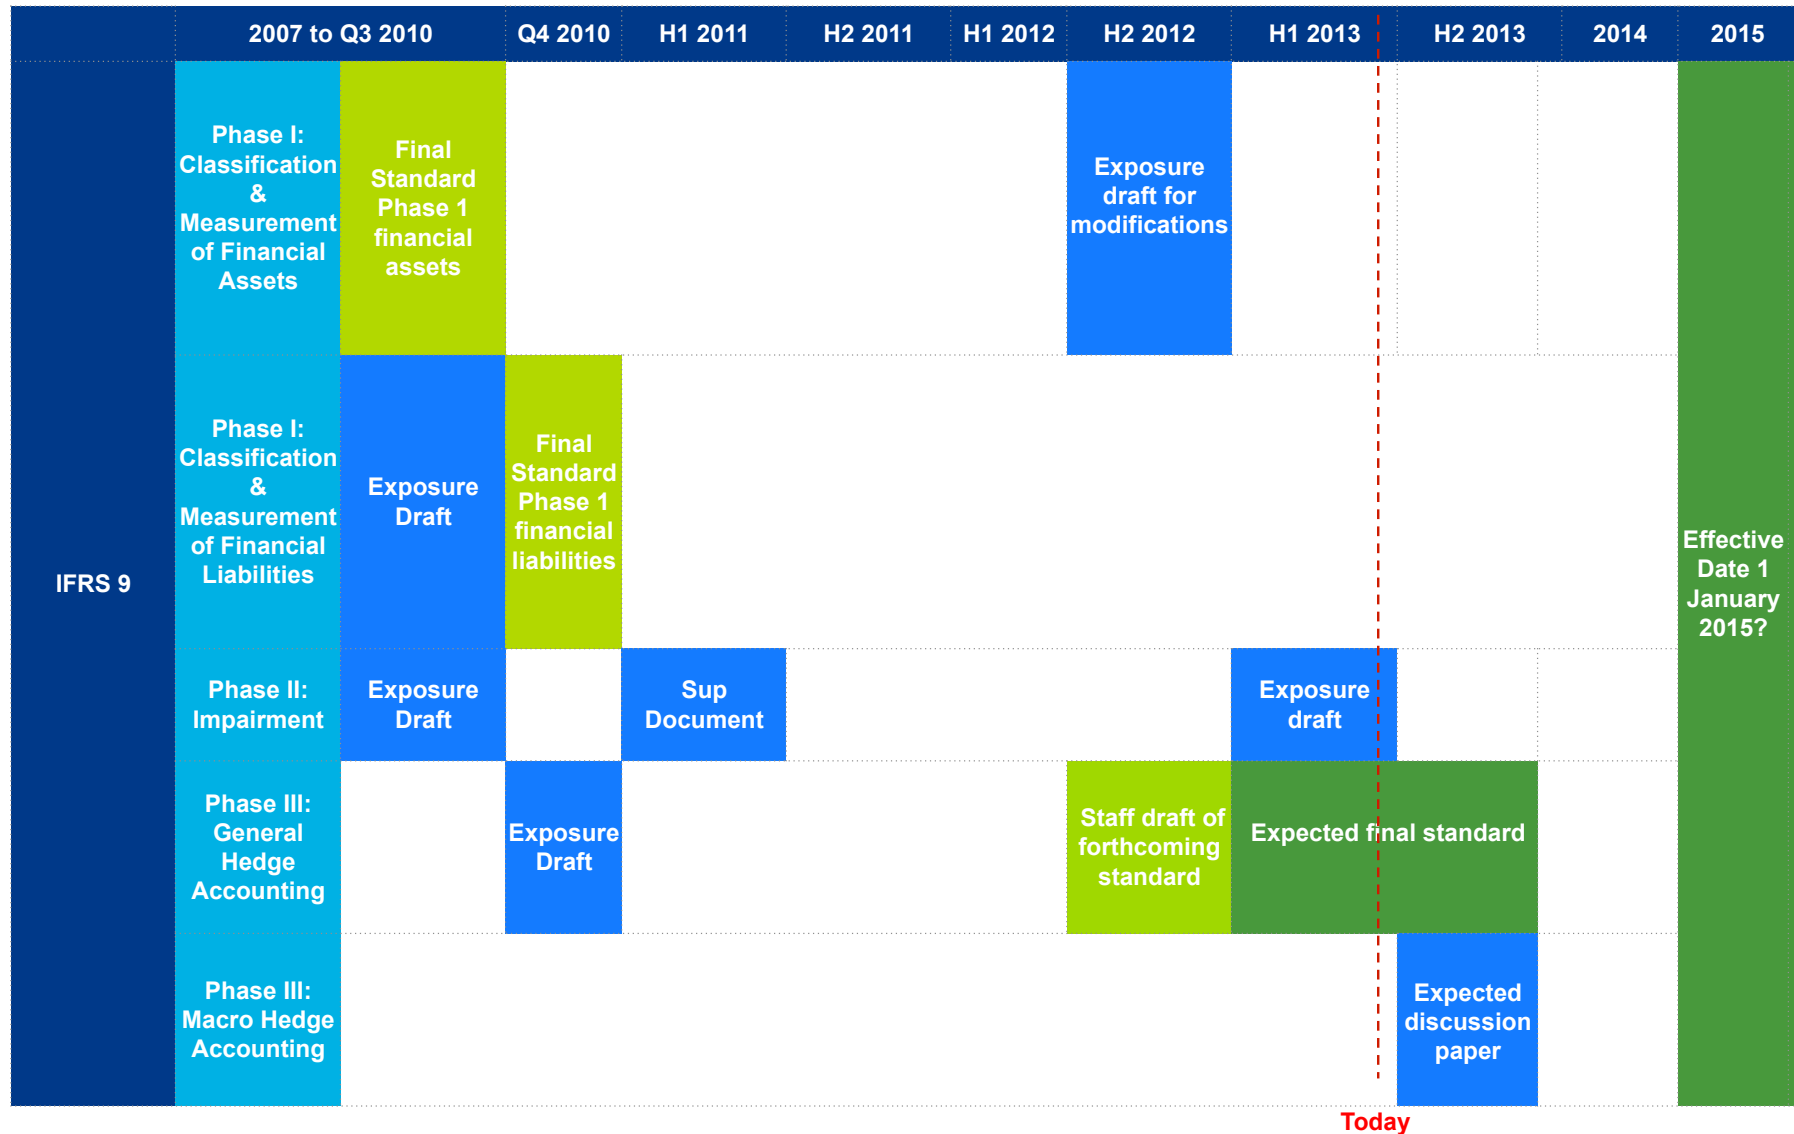 2007 to Q3 2010 Q4 2010 H1 2011 H2 2011 H1 2012 H2 2012 H1 2013 H2 2013 2014 2015
IFRS 9
Phase I:
Classification
&
Measurement
of Financial
Assets
Final
Standard
Phase 1
financial
assets
Exposure
draft for
modifications
Phase I:
Classification
&
Measurement
of Financial
Liabilities
Exposure
Draft
Final
Standard
Phase 1
financial
liabilities
Phase II:
Impairment
Exposure
Draft
Sup
Document
Exposure
draft
Phase III:
General
Hedge
Accounting
Exposure
Draft
Staff draft of
forthcoming
standard
Expected final standard
Phase III:
Macro Hedge
Accounting
Expected
discussion
paper
Effective
Date 1
January
2015?
Today